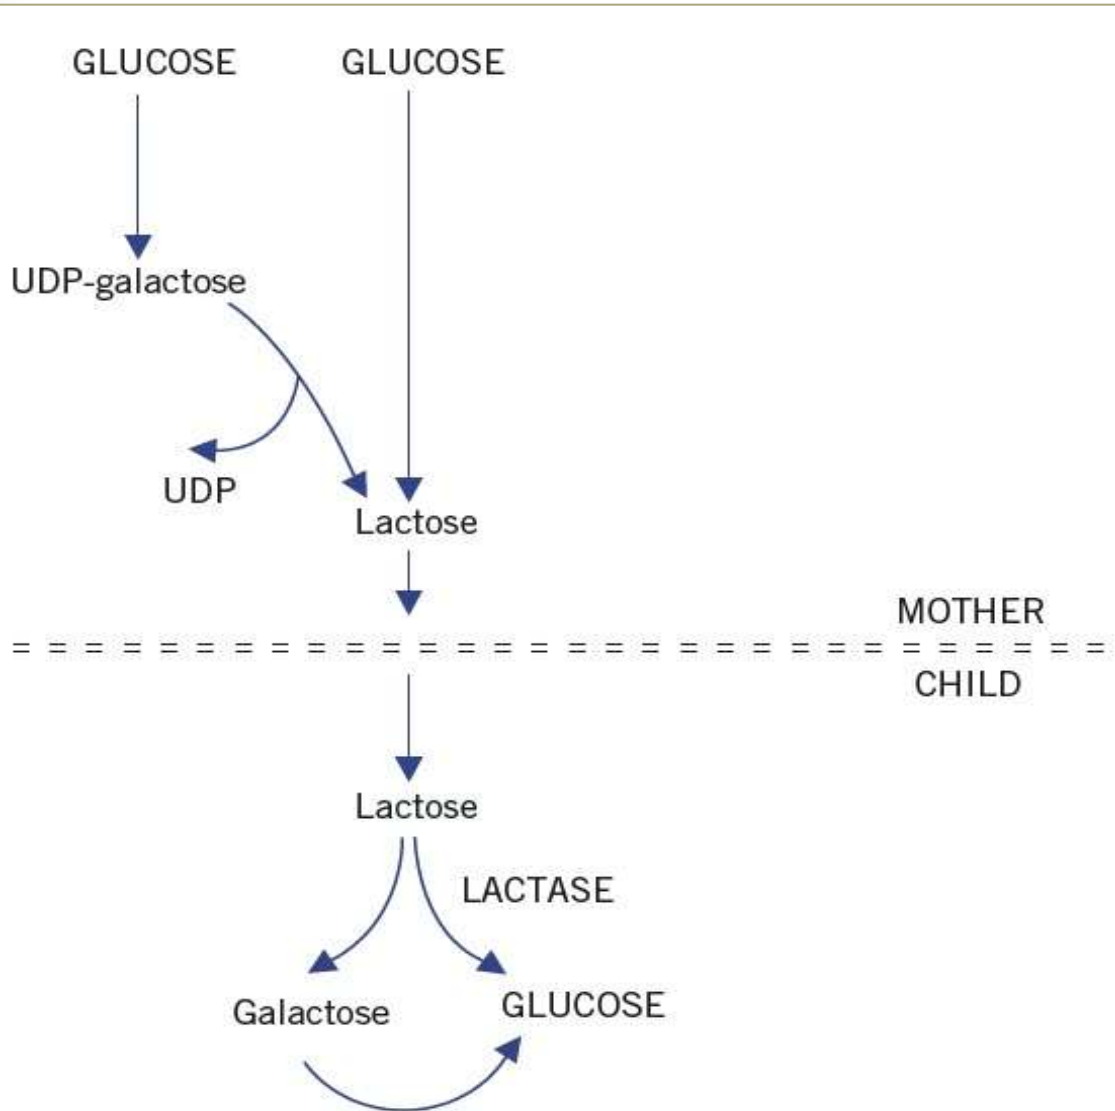 GLUCOSE GLUCOSE
UDP-galactose
UDP
Lactose
MOTHER
= = = = = = = = = = = = = = = = = = = = = = = = = = = = = =
CHILD
Lactose
LACTASE
Galactose GLUCOSE